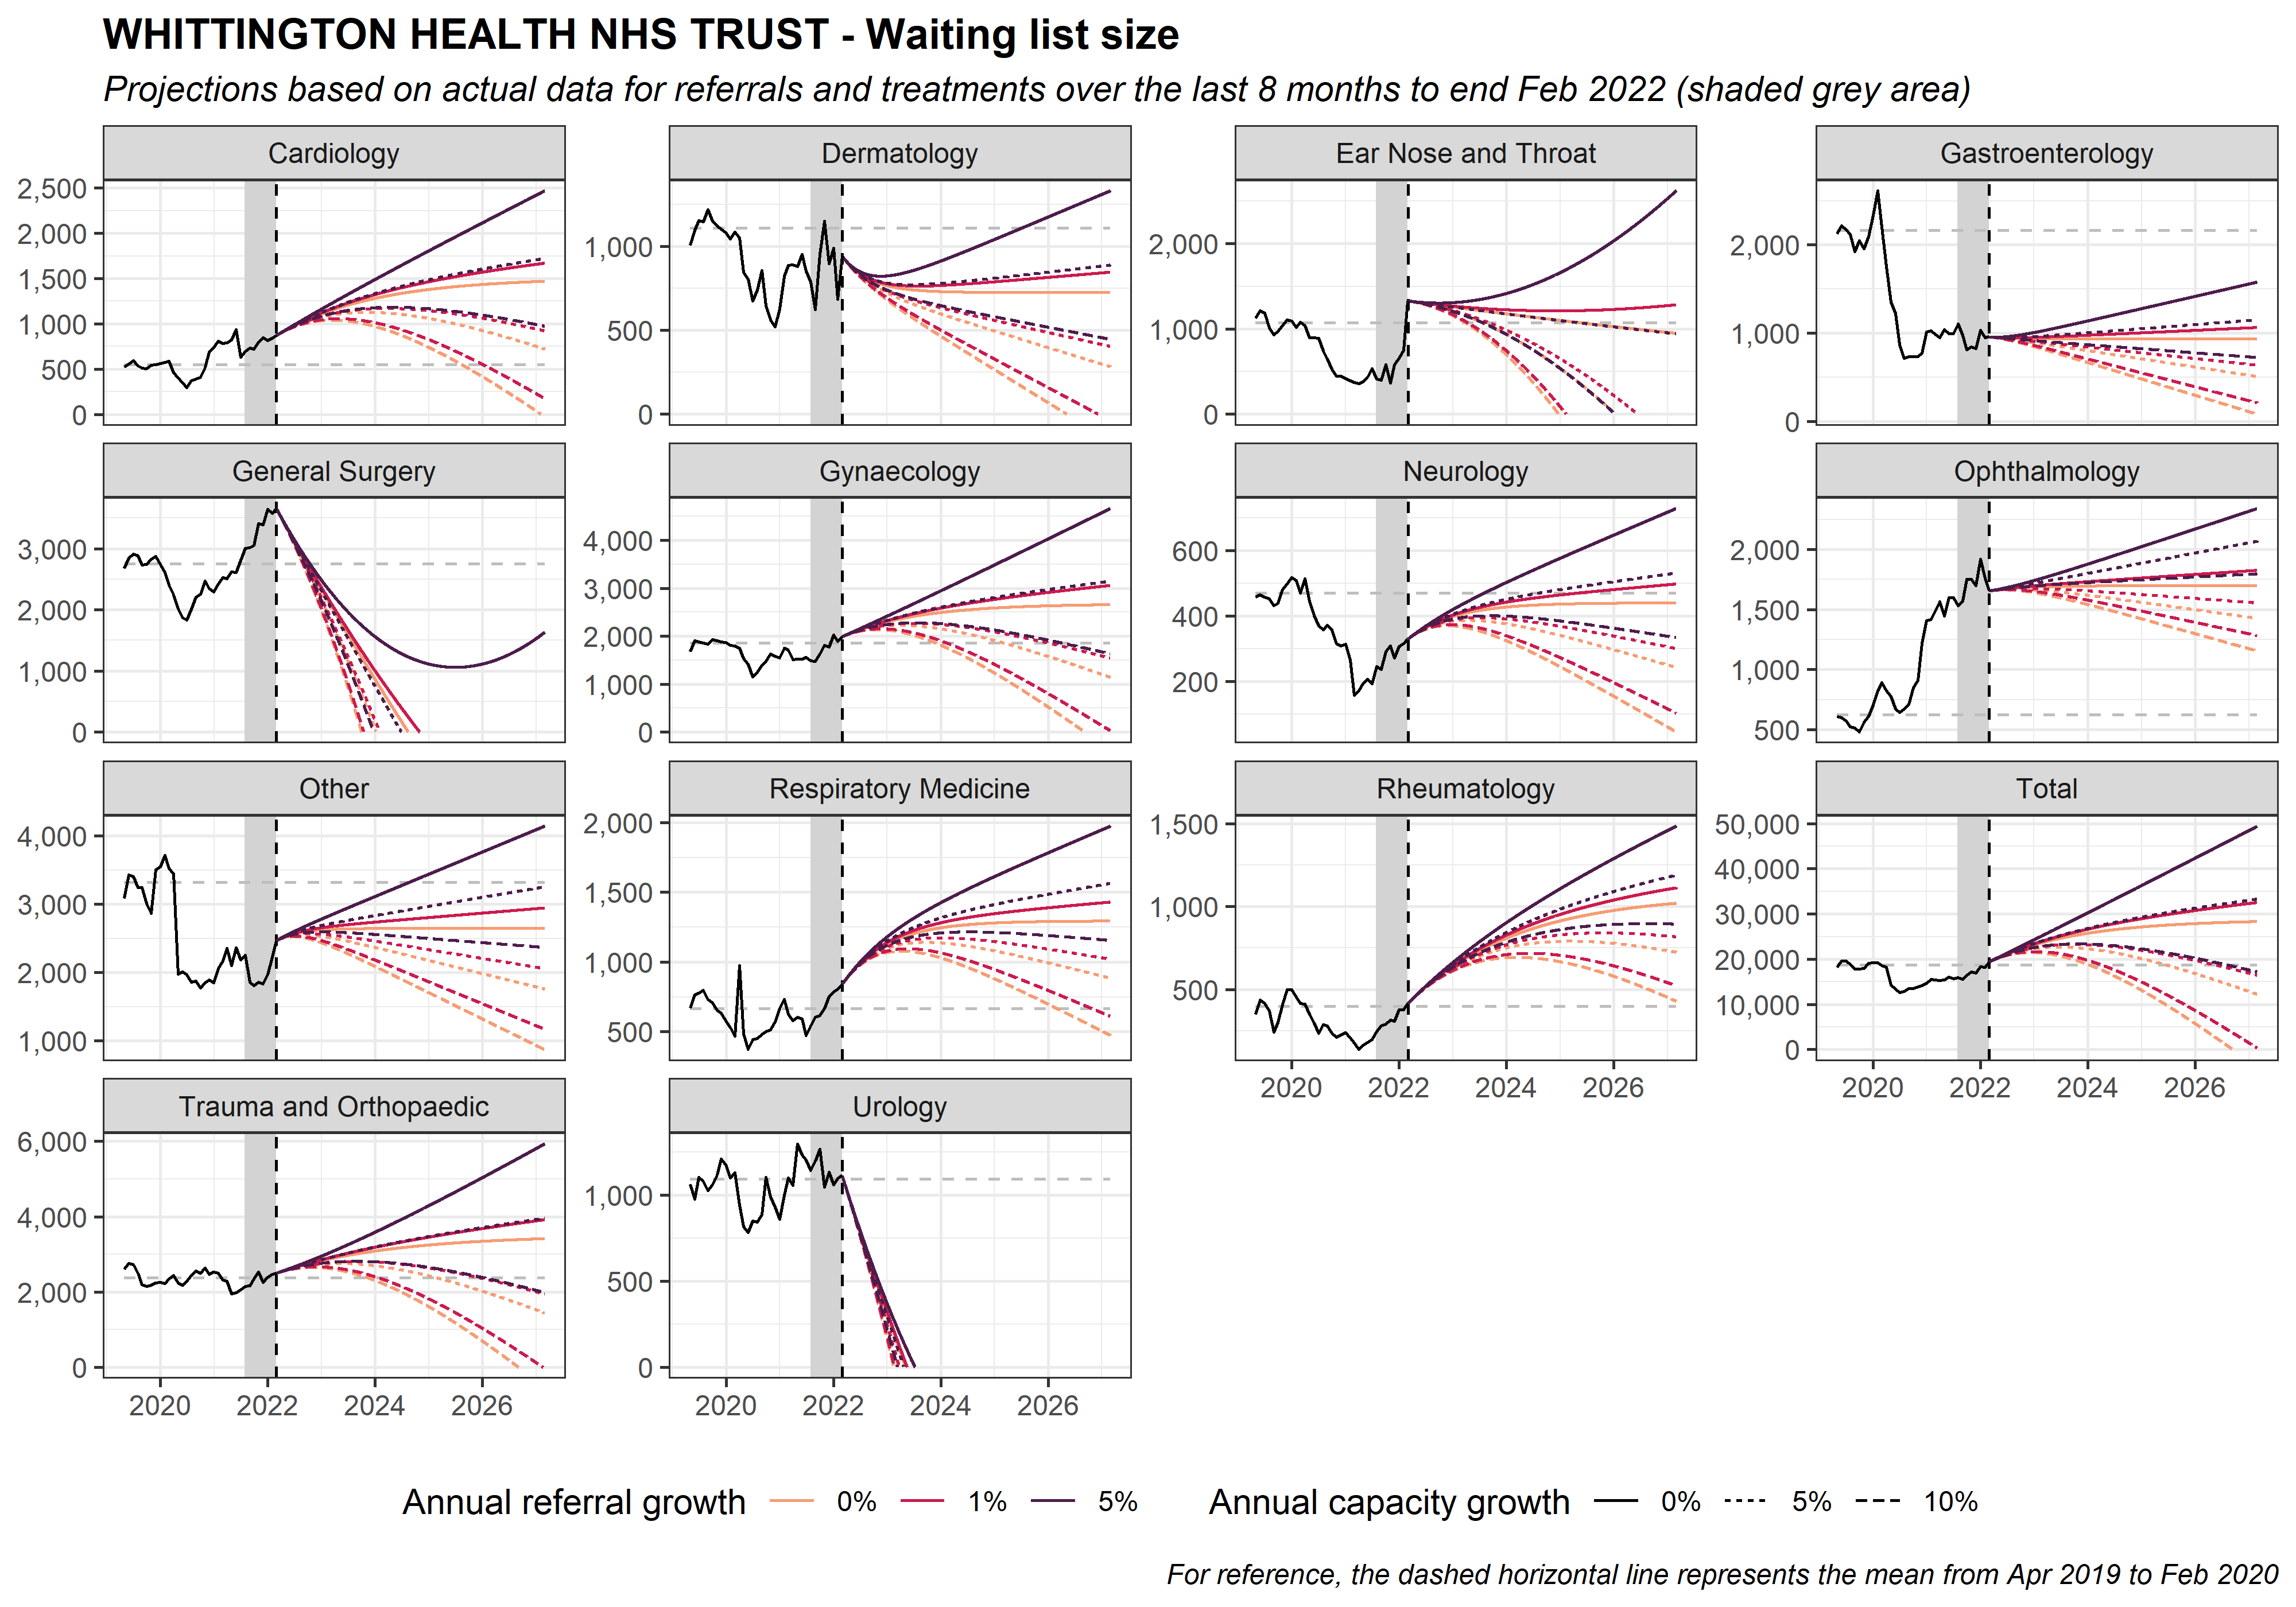 WHITTINGTON HEALTH NHS TRUST - Waiting list size
Projections based on actual data for referrals and treatments over the last 8 months to end Feb 2022 (shaded grey area)
Cardiology
2,500
2,000
1,500
1,000
500
0
Dermatology
1,000
500
0
Ear Nose and Throat
2,000
1,000
0
Gastroenterology
2,000
1,000
0
General Surgery
3,000
2,000
1,000
0
Gynaecology
4,000
3,000
2,000
1,000
0
Neurology
600
400
200
Ophthalmology
2,000
1,500
1,000
500
Other
4,000
3,000
2,000
1,000
Respiratory Medicine
2,000
1,500
1,000
500
Rheumatology
1,500
1,000
500
2020 2022 2024 2026
Total
50,000
40,000
30,000
20,000
10,000
0
2020 2022 2024 2026
Trauma and Orthopaedic
6,000
4,000
2,000
0
2020 2022 2024 2026
Urology
1,000
500
0
2020 2022 2024 2026
Annual referral growth 0% 1% 5%
Annual capacity growth 0% 5% 10%
For reference, the dashed horizontal line represents the mean from Apr 2019 to Feb 2020